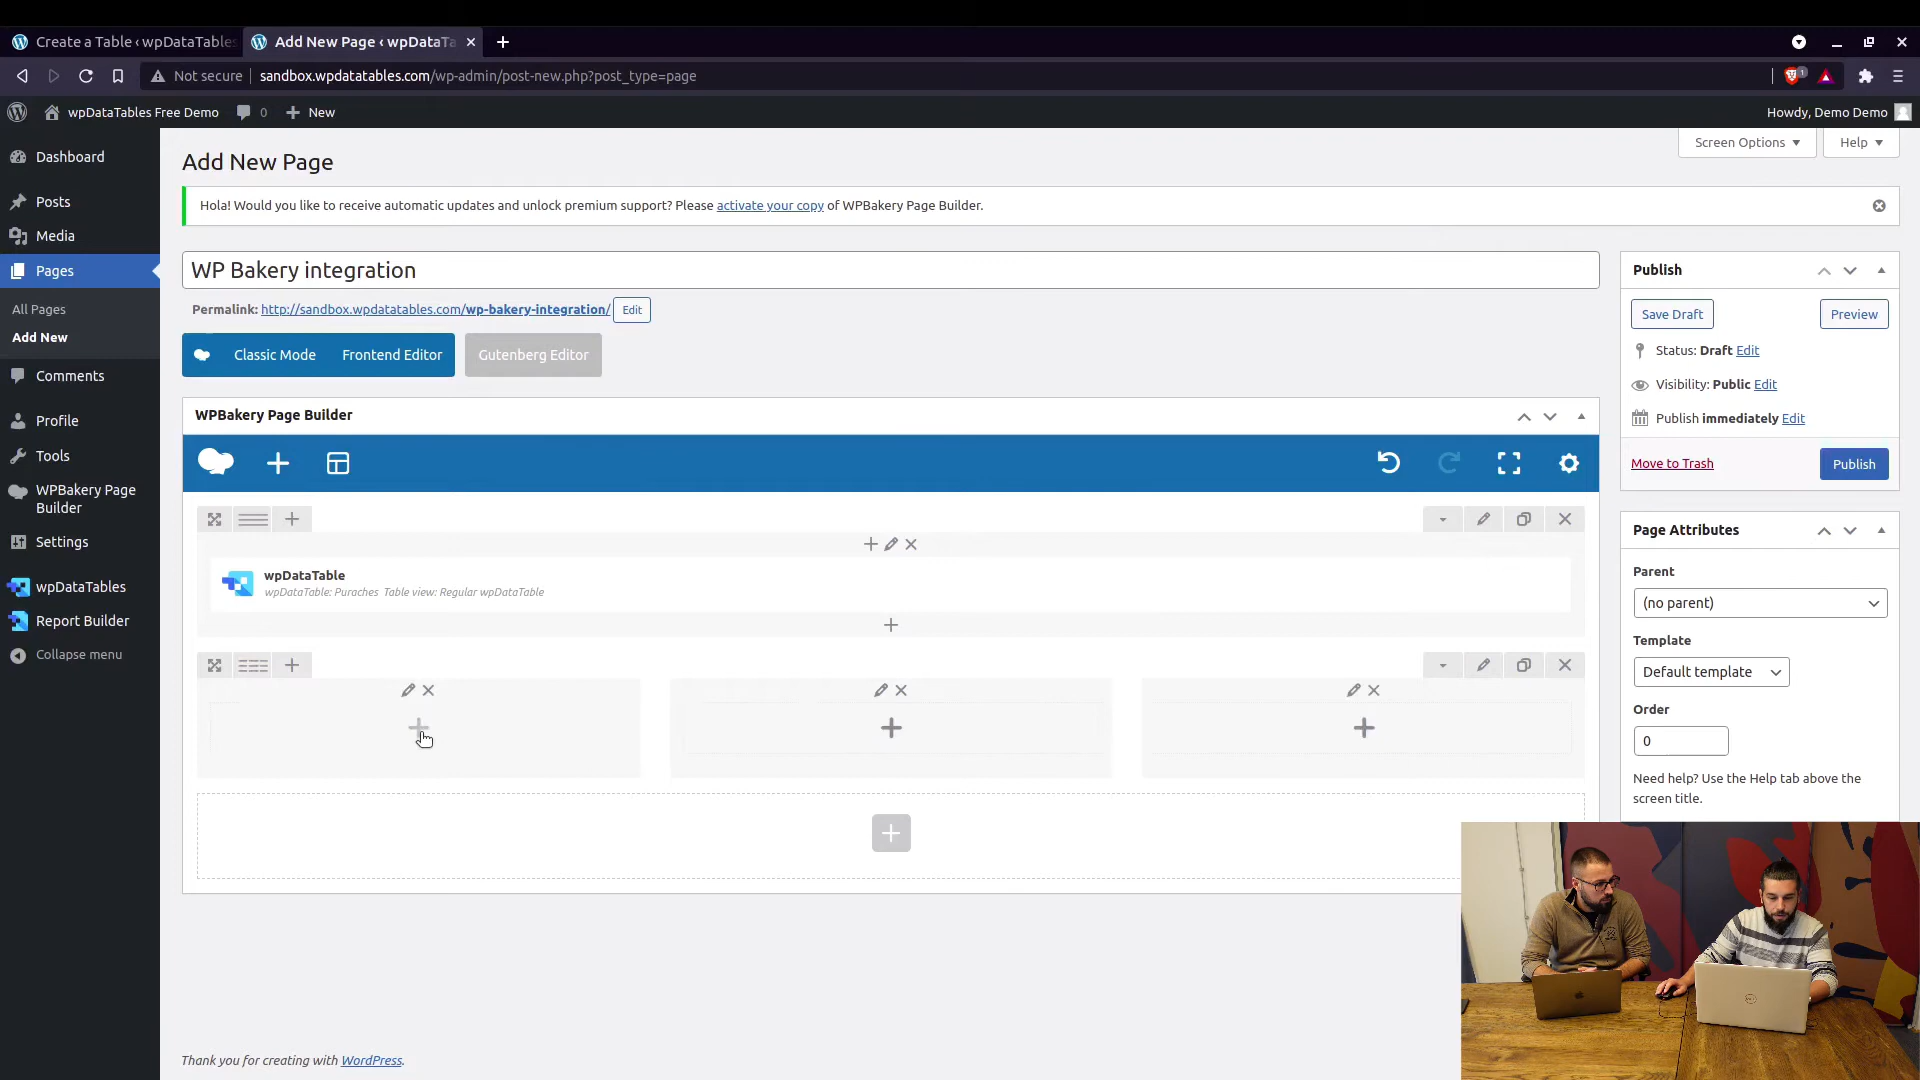 Create a Table ‹ wpDataTables
Add New Page ‹ wpDataTa
Not secure
sandbox.wpdatatables.com/wp-admin/post-new.php?post_type=page
1
wpDataTables Free Demo
0
New
Howdy, Demo Demo
Dashboard
Posts
Media
Pages
All Pages
Add New
Comments
Profile
Tools
WPBakery Page
Builder
Settings
wpDataTables
Report Builder
Collapse menu
Screen Options
Help
Add New Page
Hola! Would you like to receive automatic updates and unlock premium support? Please activate your copy of WPBakery Page Builder.
WP Bakery integration
Permalink: http://sandbox.wpdatatables.com/wp-bakery-integration/ Edit
Classic Mode
Frontend Editor
Gutenberg Editor
WPBakery Page Builder
wpDataTable
wpDataTable: Puraches Table view: Regular wpDataTable
Publish
Save Draft
Preview
Status: Draft Edit
Visibility: Public Edit
Publish immediately Edit
Move to Trash
Publish
Page Attributes
Parent
(no parent)
Template
Default template
Order
0
Need help? Use the Help tab above the
screen title.
Thank you for creating with WordPress.